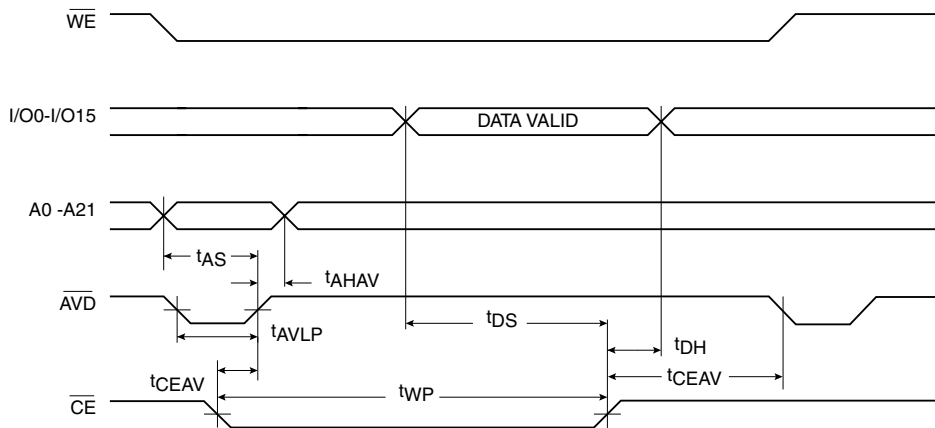 WE
I/O0-I/O15
DATA VALID
A0 -A21
tAS
tAHAV
AVD
tAVLP
tDS
tDH
tCEAV
tCEAV
tWP
CE